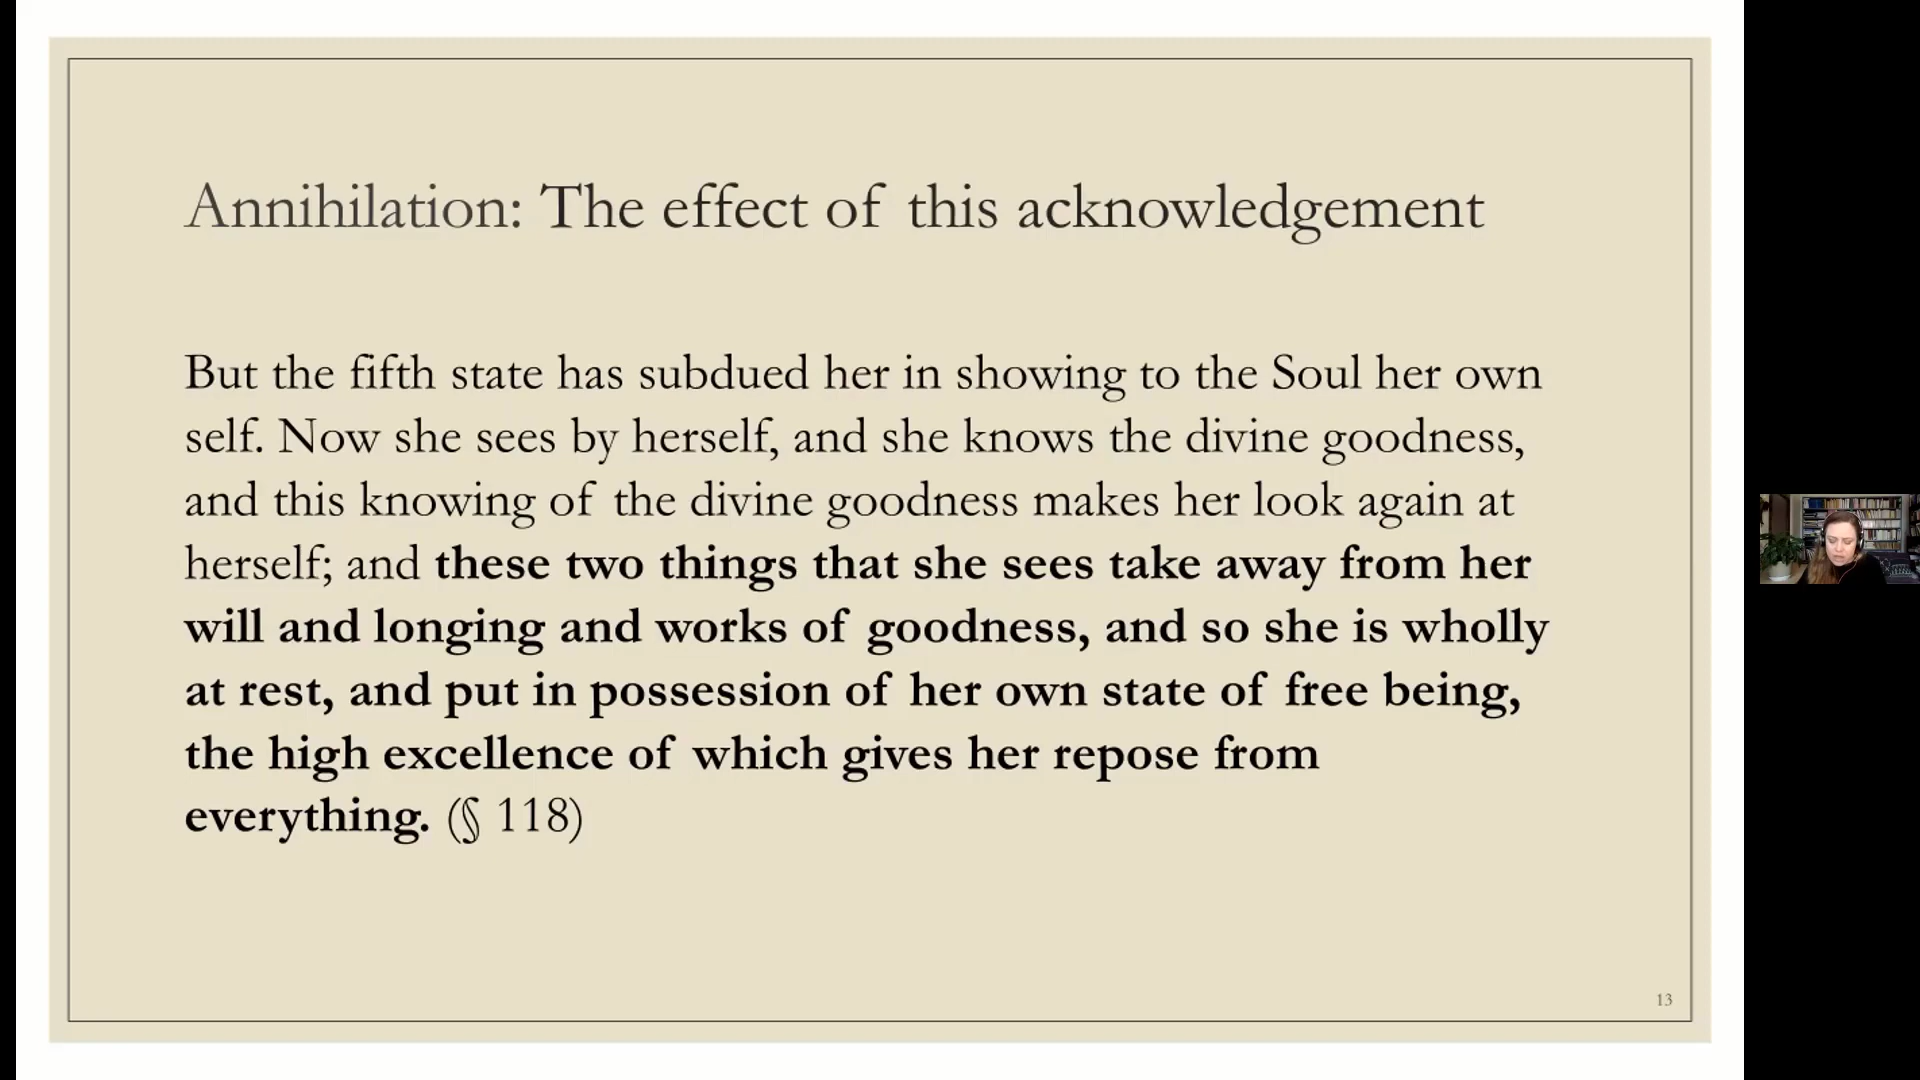 Annihilation: The effect of this acknowledgement
But the fifth state has subdued her in showing to the Soul her own
self. Now she sees by herself, and she knows the divine goodness,
and this knowing of the divine goodness makes her look again at
herself; and these two things that she sees take away from her
will and longing and works of goodness, and so she is wholly
at rest, and put in possession of her own state of free being,
the high excellence of which gives her repose from
everything. (§ 118)
13